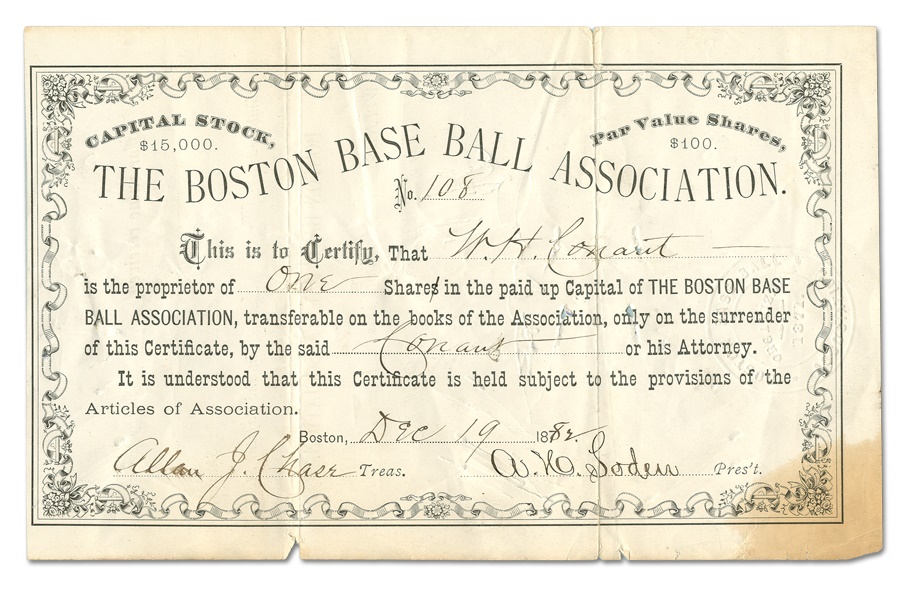 CAPITAL STOCK,
$15,000.
Par Value Shares,
$100.
THE BOSTON BASE BALL ASSOCIATION.
No. 108
This is to Certify, That W. H. Conant
is the proprietor of One Shares in the paid up Capital of THE BOSTON BASE
BALL ASSOCIATION, transferable on the books of the Association, only on the surrender
of this Certificate, by the said Conant or his Attorney.
It is understood that this Certificate is held subject to the provisions of the
Articles of Association.
Boston, Dec 19 1882.
Allan J. Chase Treas. A. H. Soden Pres't.